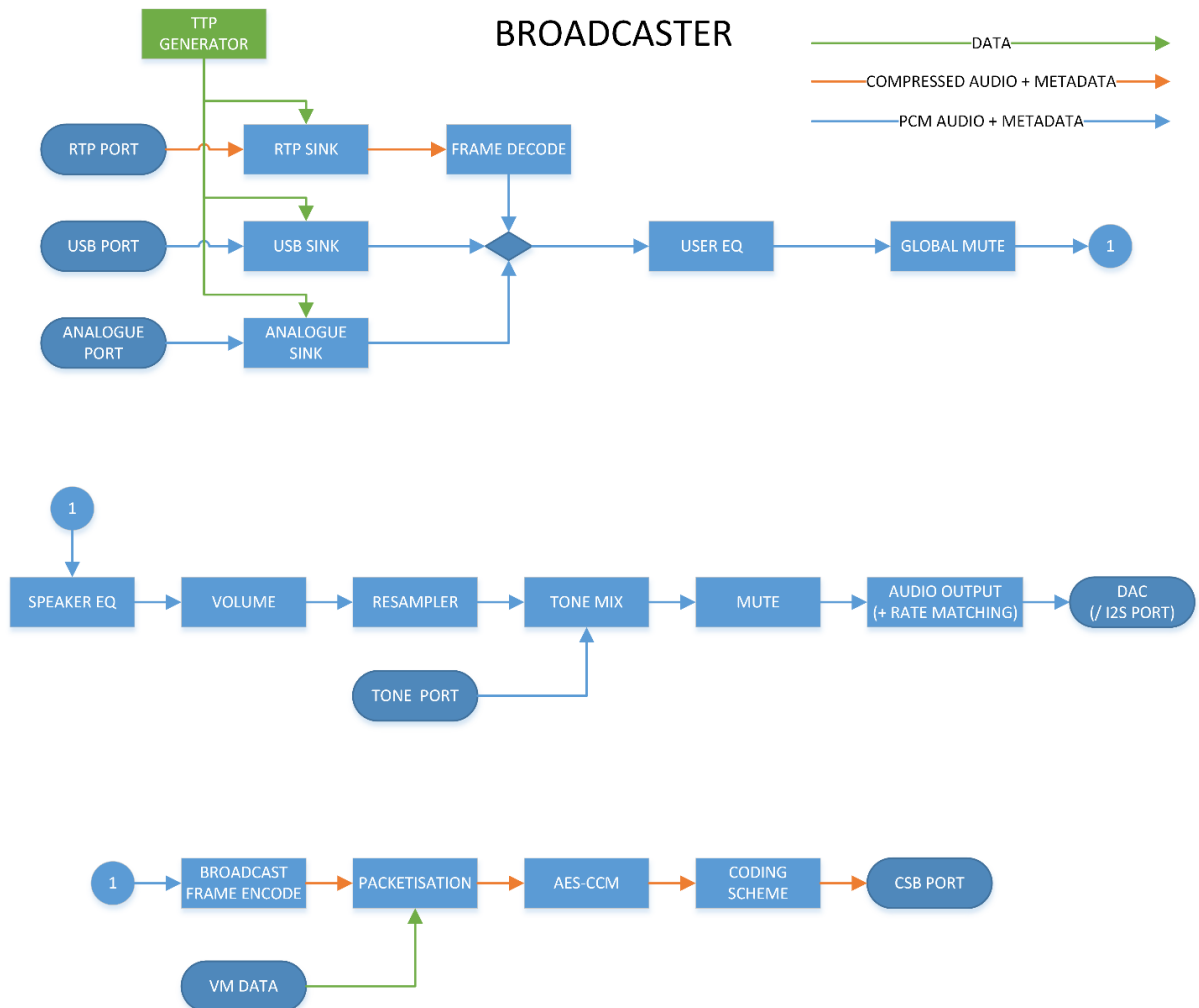 TTP
GENERATOR
BROADCASTER
DATA
COMPRESSED AUDIO + METADATA
PCM AUDIO + METADATA
RTP PORT
RTP SINK
FRAME DECODE
USB PORT
USB SINK
USER EQ
GLOBAL MUTE
1
ANALOGUE
PORT
ANALOGUE
SINK
1
SPEAKER EQ
VOLUME
RESAMPLER
TONE MIX
MUTE
AUDIO OUTPUT
(+ RATE MATCHING)
DAC
(/ I2S PORT)
TONE PORT
1
BROADCAST
FRAME ENCODE
PACKETISATION
AES-CCM
CODING
SCHEME
CSB PORT
VM DATA